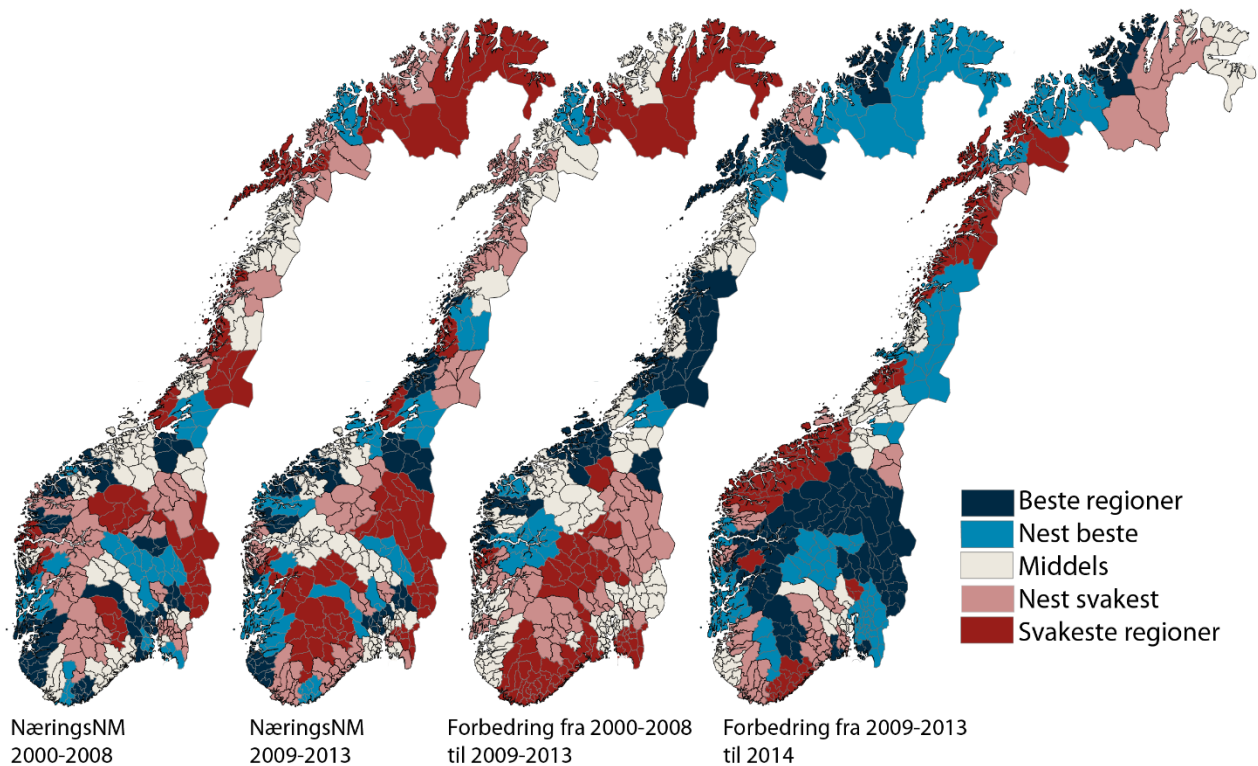 Beste regioner
Nest beste
Middels
Nest svakest
Svakeste regioner
NæringsNM
2000-2008
NæringsNM
2009-2013
Forbedring fra 2000-2008
til 2009-2013
Forbedring fra 2009-2013
til 2014